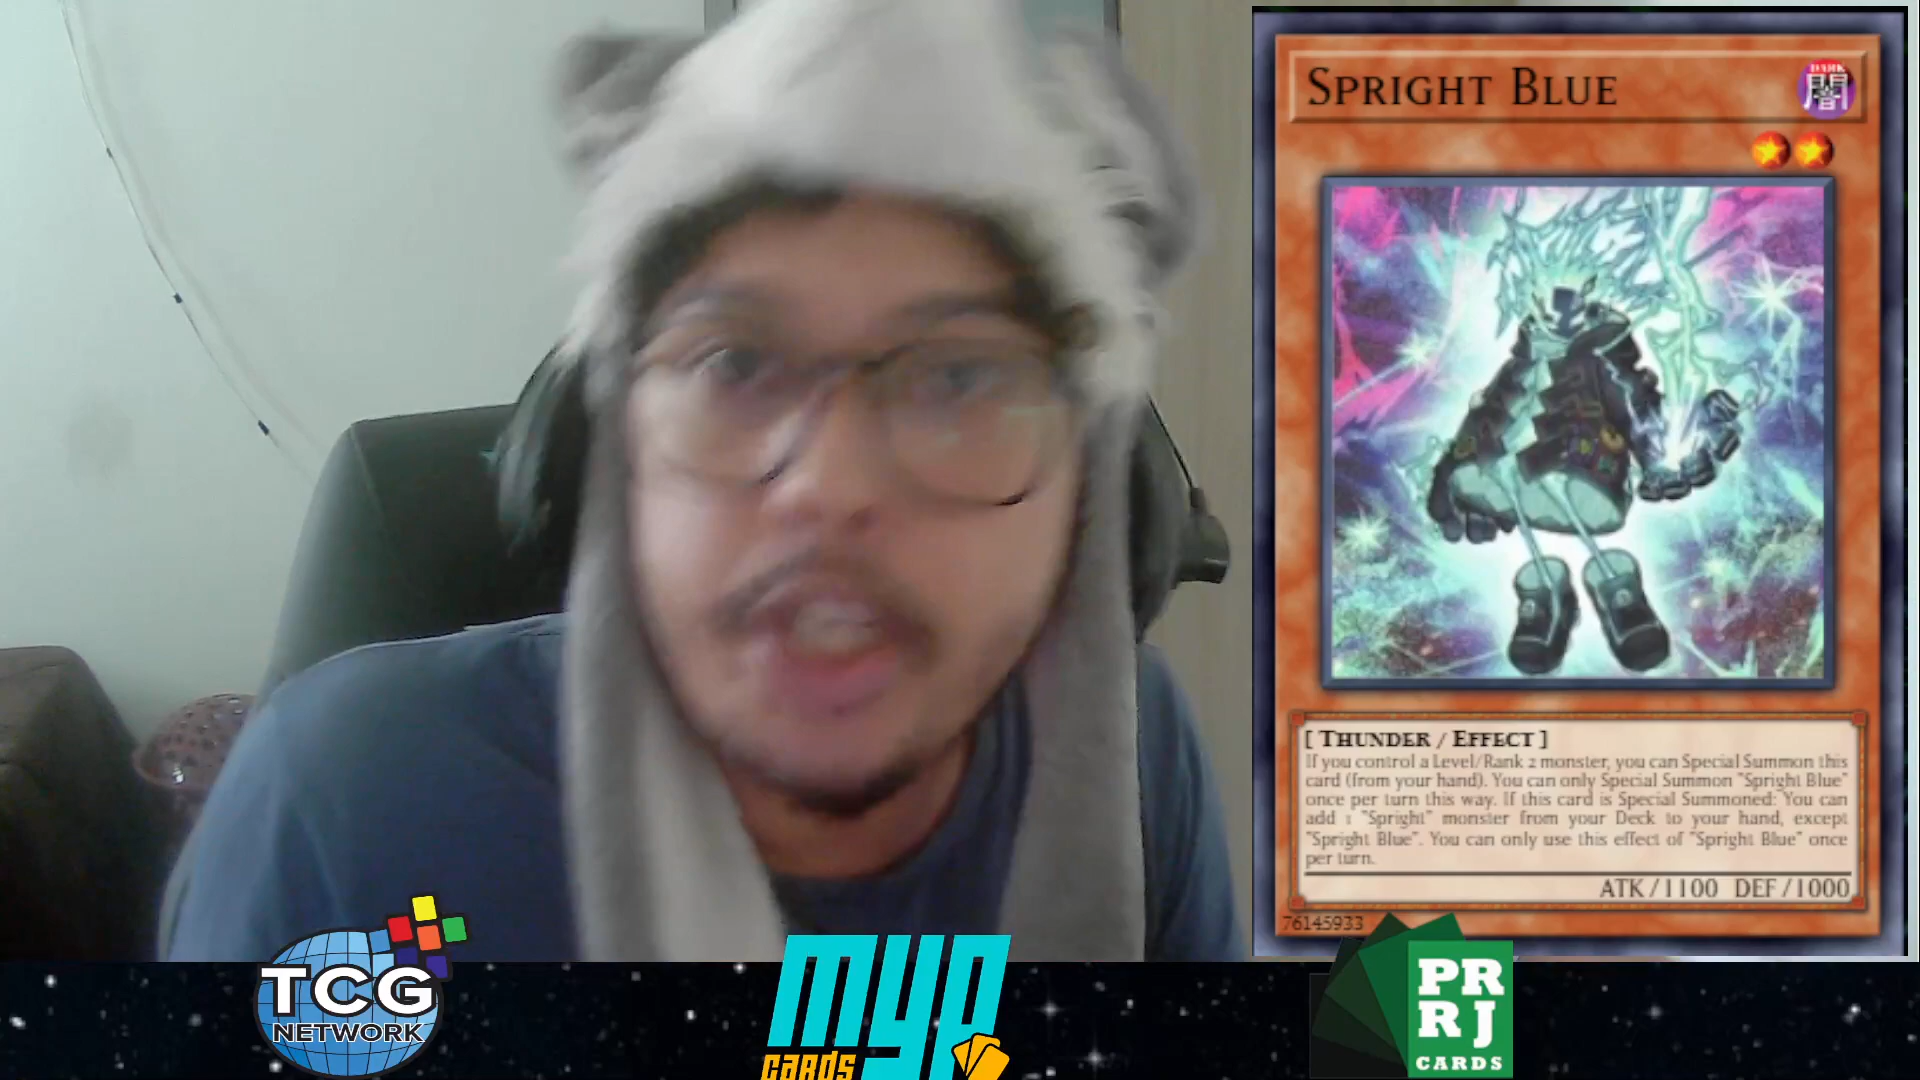 SPRIGHT BLUE
DARK
闇
[ THUNDER / EFFECT ]
If you control a Level/Rank 2 monster, you can Special Summon this
card (from your hand). You can only Special Summon "Spright Blue"
once per turn this way. If this card is Special Summoned: You can
add 1 "Spright" monster from your Deck to your hand, except
"Spright Blue". You can only use this effect of "Spright Blue" once
per turn.
ATK/1100 DEF/1000
76145933
TCG
NETWORK
MYP
CARDS
PR
RJ
CARDS